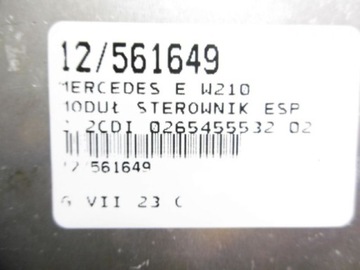 12/561649
MERCEDES E W210
MODUŁ STEROWNIK ESP
2CDI 0265455532 02
12 561649
VII 23 C